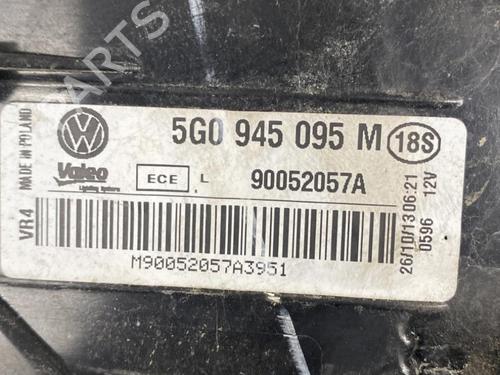 PARTS
MADE IN POLAND
VR4
5G0 945 095 M
18S
Valeo
Lighting Systems
ECE
L
90052057A
M90052057A3951
26/10/13 06:21
0596 12V